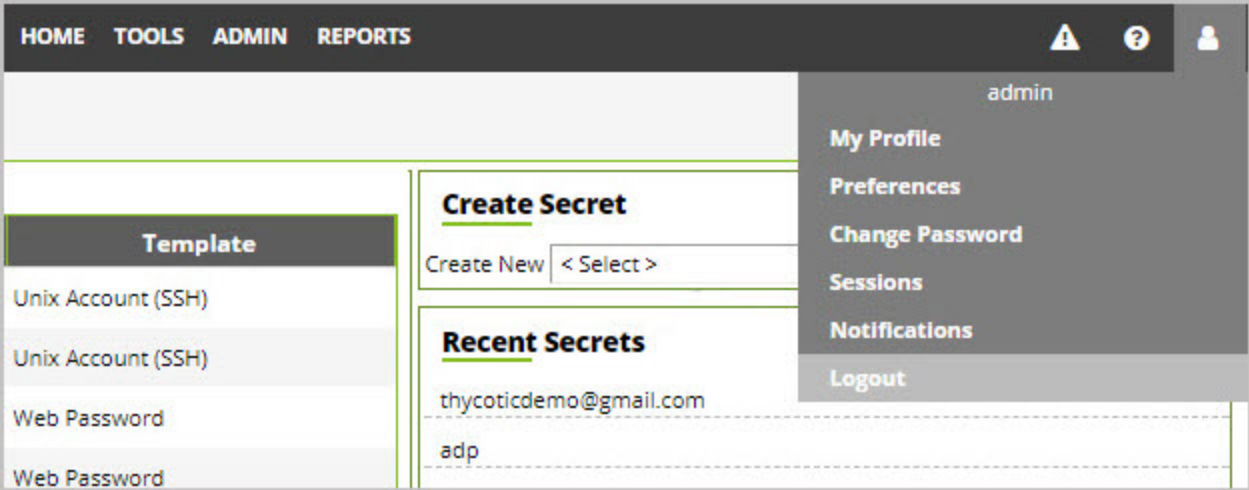 HOME TOOLS ADMIN REPORTS
admin
My Profile
Preferences
Change Password
Sessions
Notifications
Logout
Template
Unix Account (SSH)
Unix Account (SSH)
Web Password
Web Password
Create Secret
Create New < Select >
Recent Secrets
thycoticdemo@gmail.com
adp